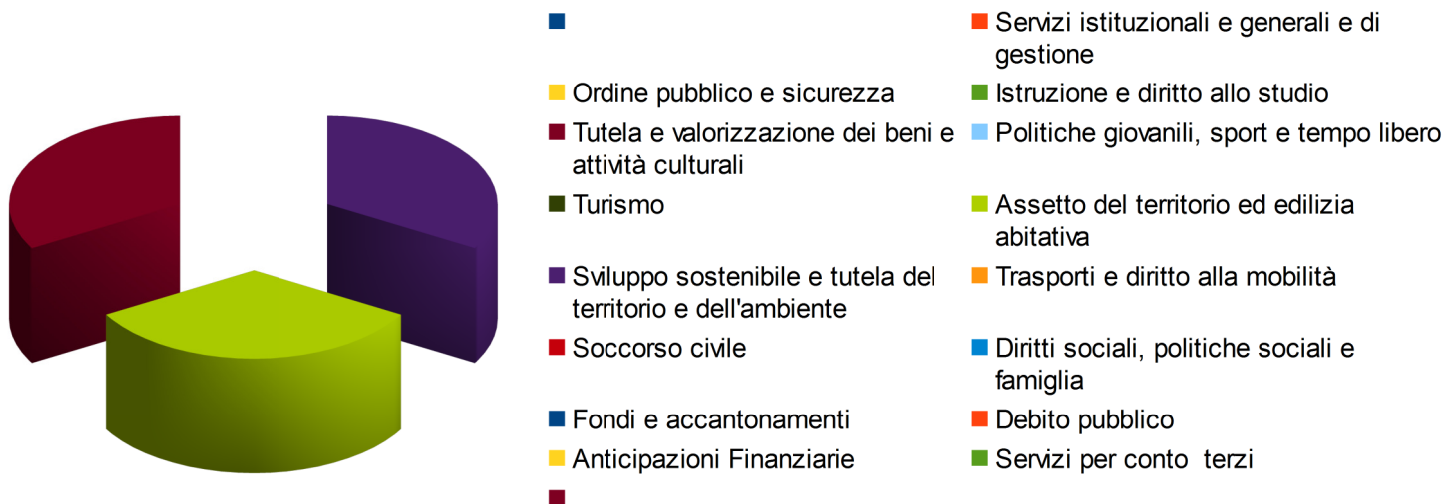 Servizi istituzionali e generali e di
gestione
Ordine pubblico e sicurezza
Istruzione e diritto allo studio
Tutela e valorizzazione dei beni e
attività culturali
Politiche giovanili, sport e tempo libero
Turismo
Assetto del territorio ed edilizia
abitativa
Sviluppo sostenibile e tutela del
territorio e dell'ambiente
Trasporti e diritto alla mobilità
Soccorso civile
Diritti sociali, politiche sociali e
famiglia
Fondi e accantonamenti
Debito pubblico
Anticipazioni Finanziarie
Servizi per conto  terzi